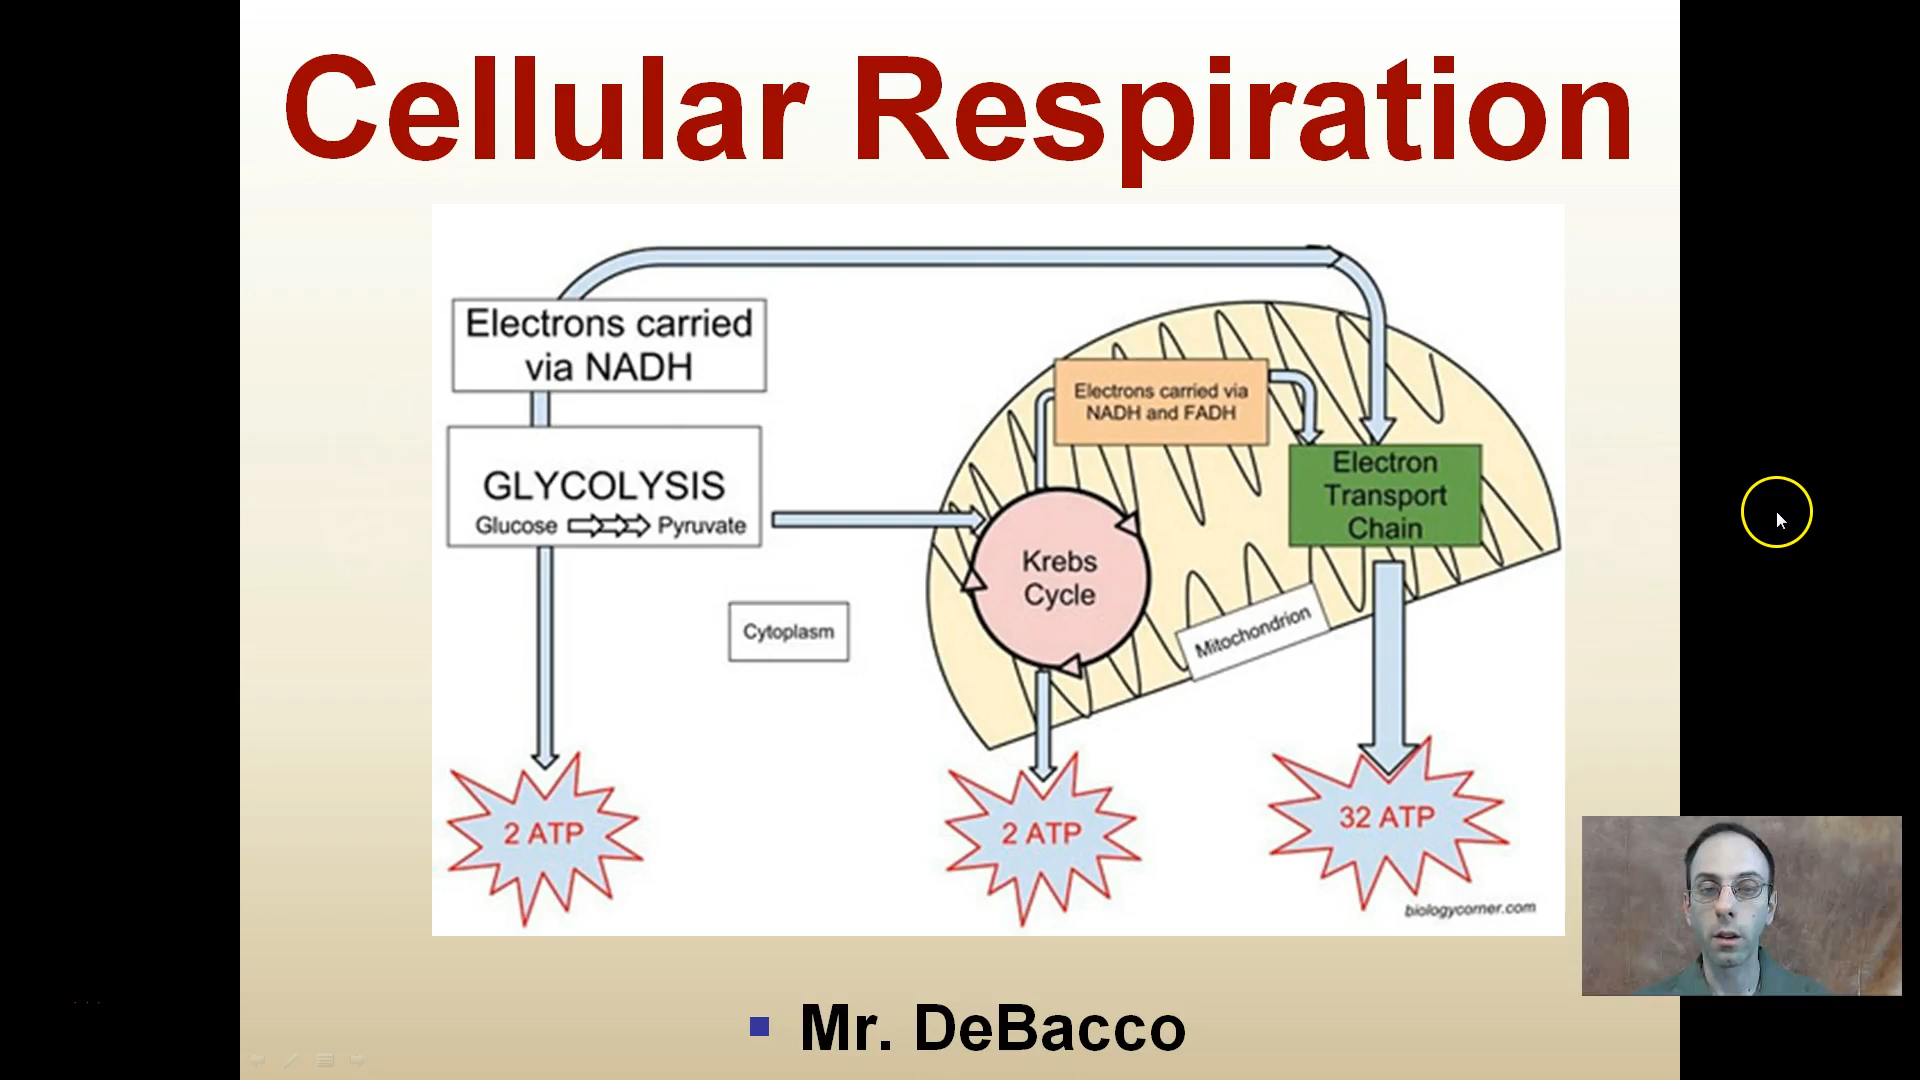 Cellular Respiration
Electrons carried
via NADH
Electrons carried via
NADH and FADH
GLYCOLYSIS
Glucose Pyruvate
Electron
Transport
Chain
Krebs
Cycle
Cytoplasm
Mitochondrion
2 ATP
2 ATP
32 ATP
biologycorner.com
Mr. DeBacco